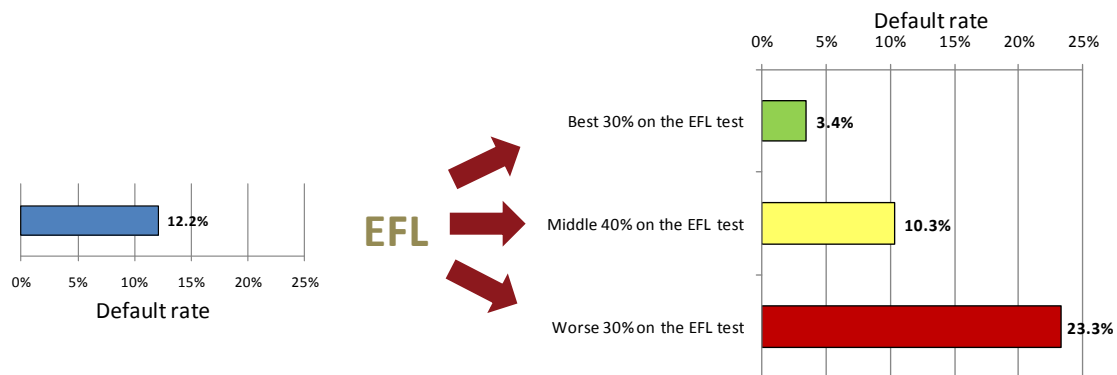 12.2%
0% 5% 10% 15% 20% 25%
Default rate
EFL
Default rate
0% 5% 10% 15% 20% 25%
Best 30% on the EFL test
3.4%
Middle 40% on the EFL test
10.3%
Worse 30% on the EFL test
23.3%